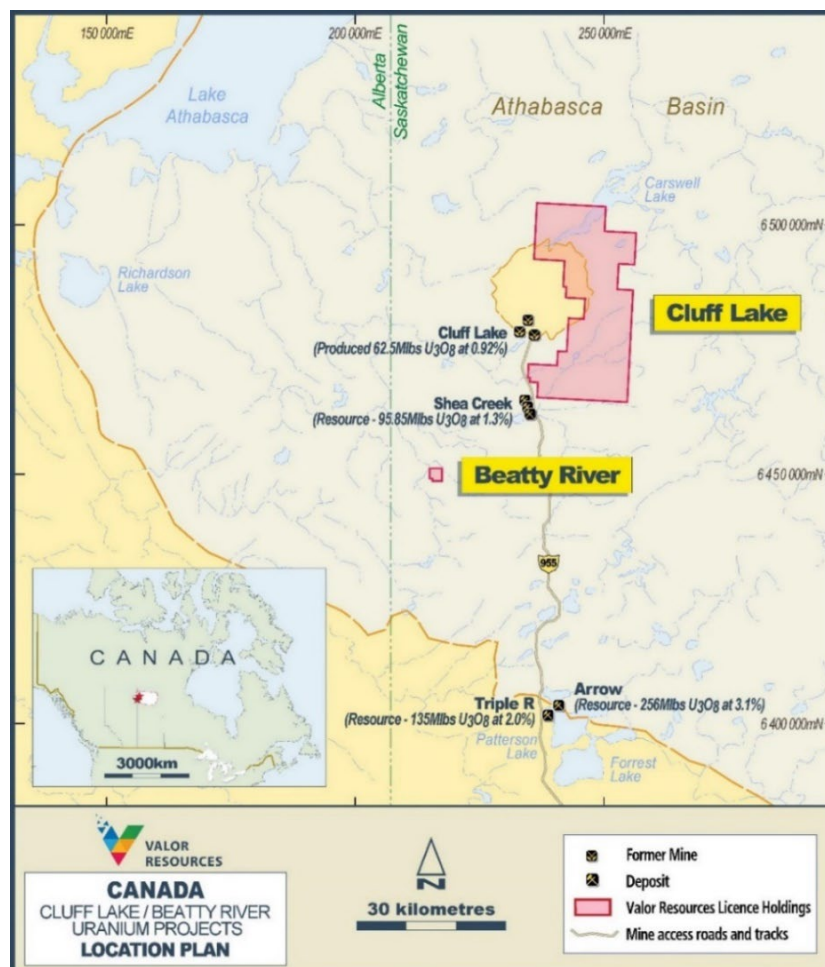 150 000mE
200 000mE
250 000mE
Lake
Athabasca
Alberta
Saskatchewan
Athabasca Basin
Carswell
Lake
6 500 000mN
Richardson
Lake
Cluff Lake
Cluff Lake
(Produced 62.5Mlbs U₃O₈ at 0.92%)
Shea Creek
(Resource - 95.85Mlbs U₃O₈ at 1.3%)
Beatty River
6 450 000mN
955
CANADA
3000km
Arrow
(Resource - 256Mlbs U₃O₈ at 3.1%)
Triple R
(Resource - 135Mlbs U₃O₈ at 2.0%)
Patterson
Lake
6 400 000mN
Forrest
Lake
VALOR
RESOURCES
CANADA
CLUFF LAKE / BEATTY RIVER
URANIUM PROJECTS
LOCATION PLAN
N
30 kilometres
Former Mine
Deposit
Valor Resources Licence Holdings
Mine access roads and tracks